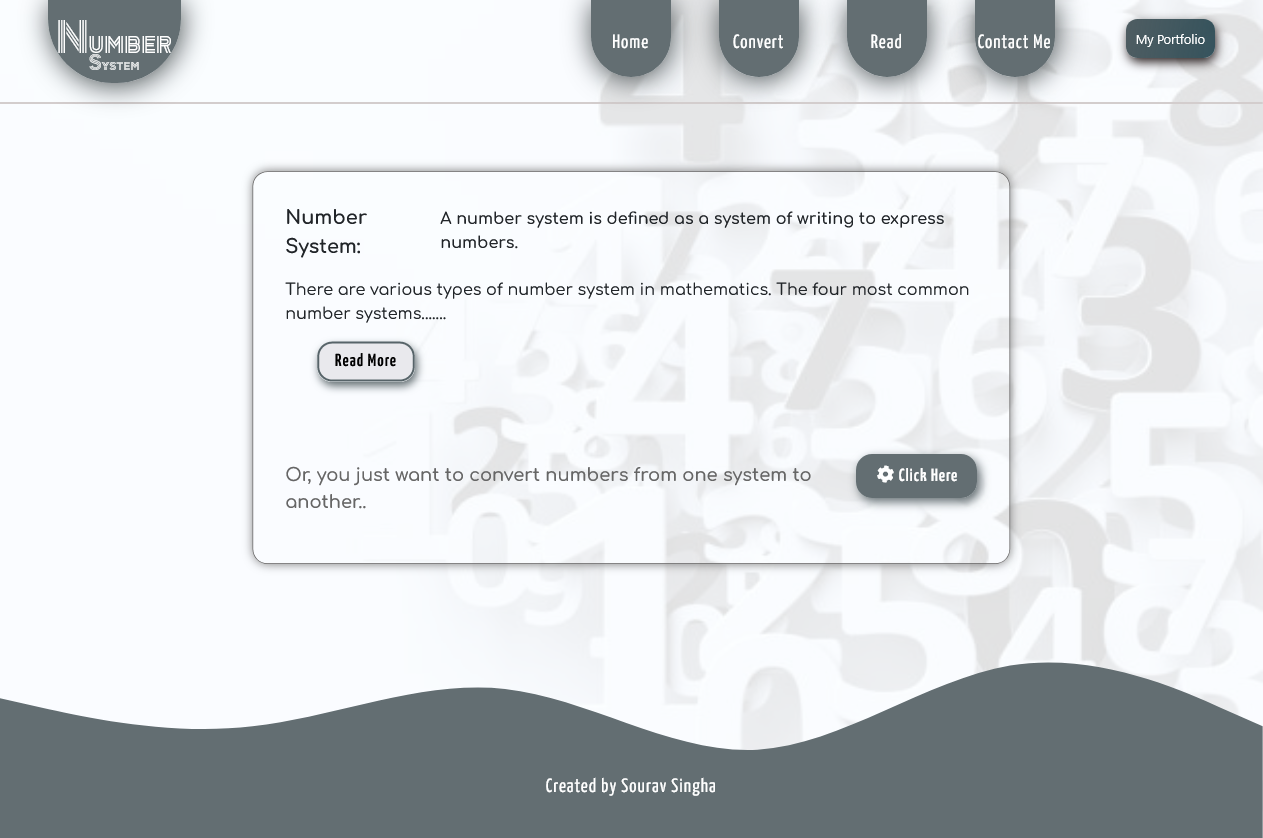 Number
System
Home
Convert
Read
Contact Me
My Portfolio
Number
System:
A number system is defined as a system of writing to express
numbers.
There are various types of number system in mathematics. The four most common
number systems.......
Read More
Or, you just want to convert numbers from one system to
another..
Click Here
Created by Sourav Singha